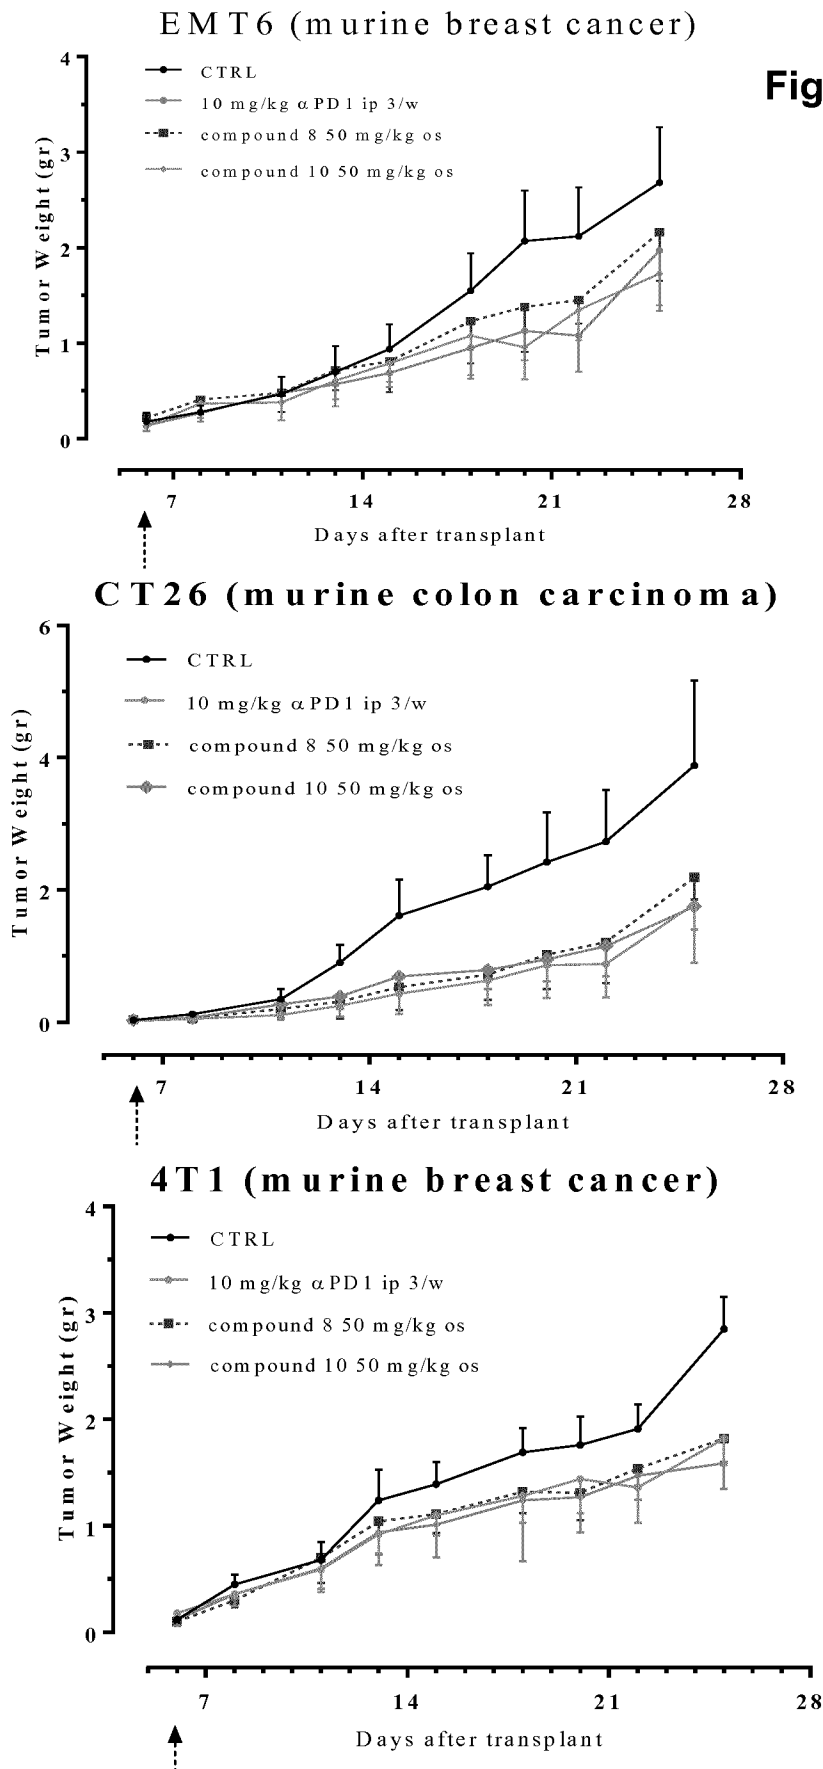 EMT6 (murine breast cancer)
Fig
4
3
2
1
0
Tumor Weight (gr)
CTRL
10 mg/kg αPD1 ip 3/w
compound 8 50 mg/kg os
compound 10 50 mg/kg os
7 14 21 28
Days after transplant
CT26 (murine colon carcinoma)
6
4
2
0
Tumor Weight (gr)
CTRL
10 mg/kg αPD1 ip 3/w
compound 8 50 mg/kg os
compound 10 50 mg/kg os
7 14 21 28
Days after transplant
4T1 (murine breast cancer)
4
3
2
1
0
Tumor Weight (gr)
CTRL
10 mg/kg αPD1 ip 3/w
compound 8 50 mg/kg os
compound 10 50 mg/kg os
7 14 21 28
Days after transplant